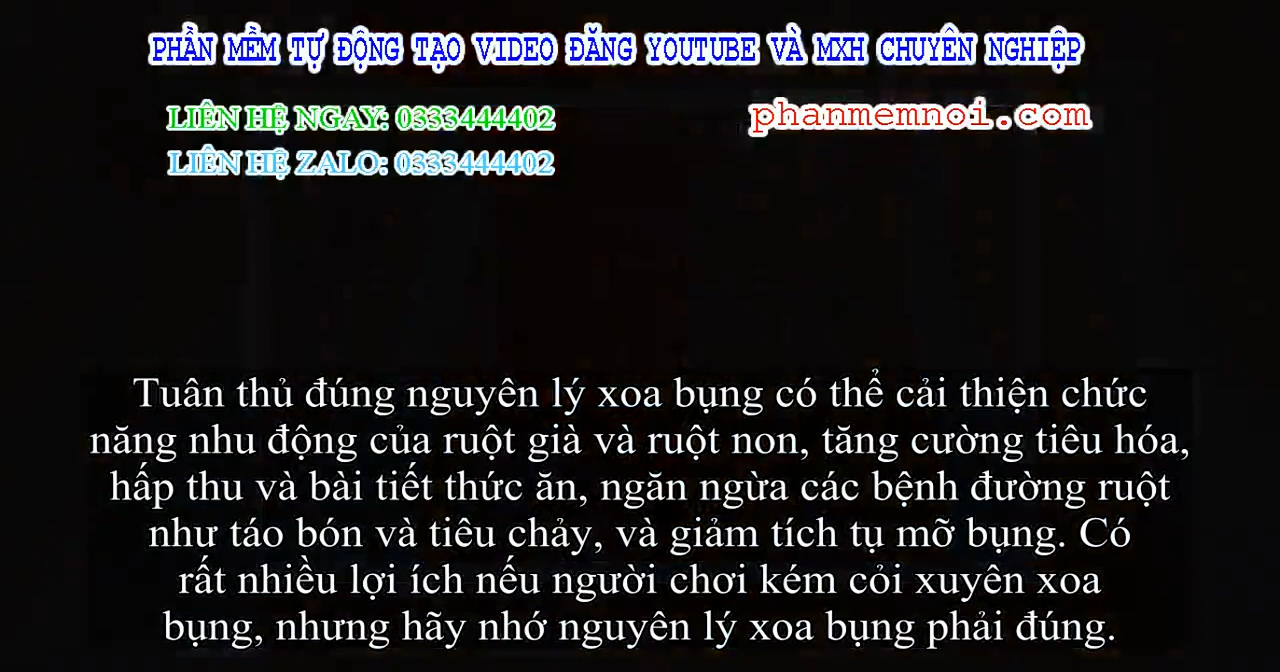 PHẦN MỀM TỰ ĐỘNG TẠO VIDEO ĐĂNG YOUTUBE VÀ MXH CHUYÊN NGHIỆP
LIÊN HỆ NGAY: 0333444402
phanmemnoi.com
LIÊN HỆ ZALO: 0333444402
Tuân thủ đúng nguyên lý xoa bụng có thể cải thiện chức
năng nhu động của ruột già và ruột non, tăng cường tiêu hóa,
hấp thu và bài tiết thức ăn, ngăn ngừa các bệnh đường ruột
như táo bón và tiêu chảy, và giảm tích tụ mỡ bụng. Có
rất nhiều lợi ích nếu người chơi kém cỏi xuyên xoa
bụng, nhưng hãy nhớ nguyên lý xoa bụng phải đúng.